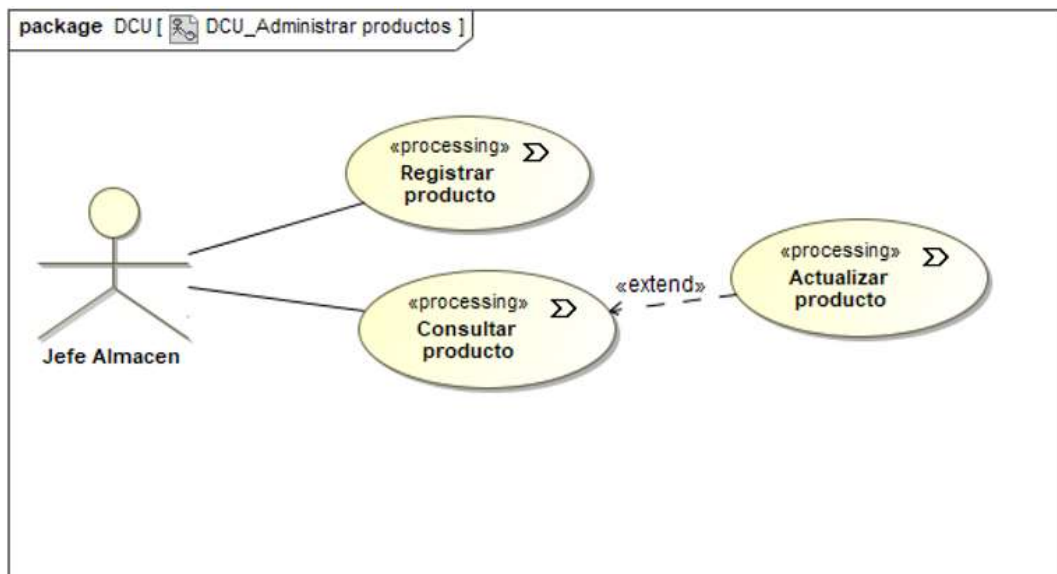 package DCU [ DCU_Administrar productos ]
«processing»
Registrar
producto
«processing»
Actualizar
producto
«extend»
«processing»
Consultar
producto
Jefe Almacen